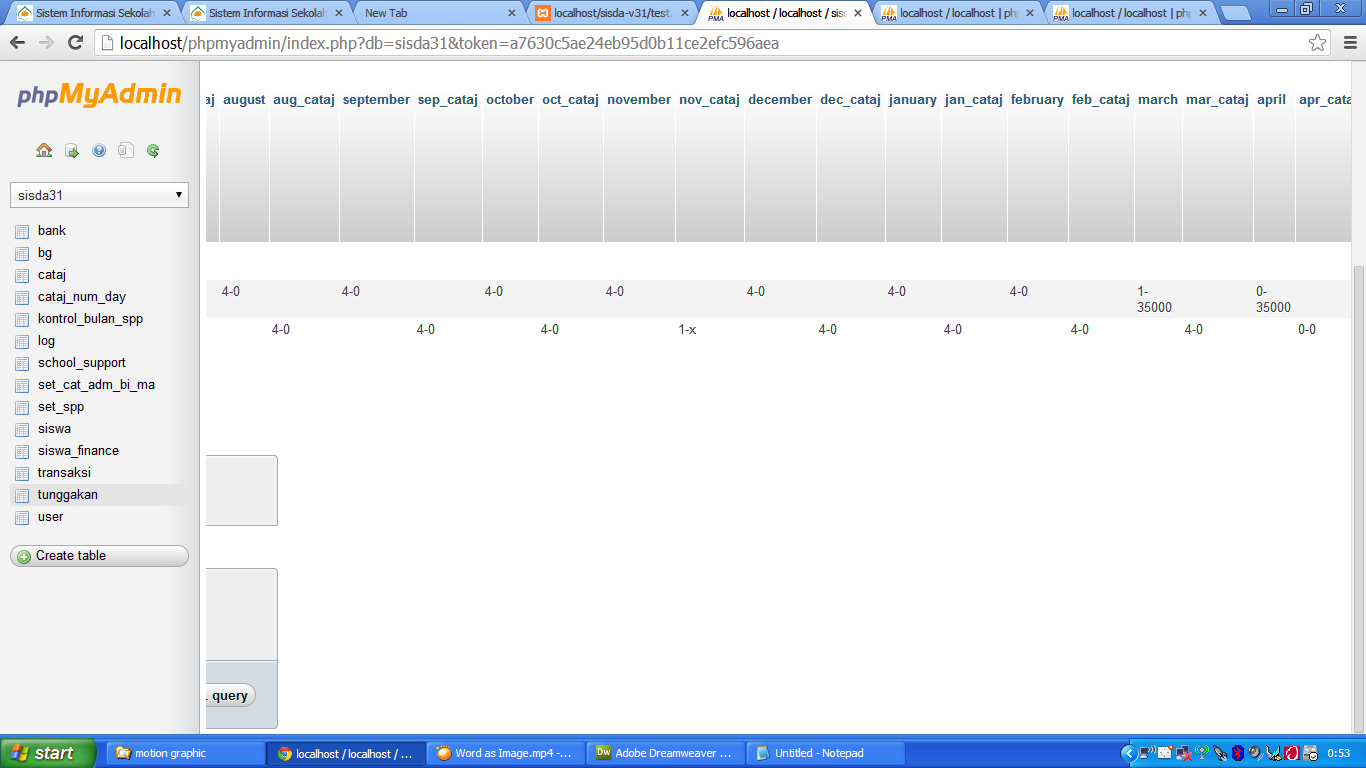 Sistem Informasi Sekolah
Sistem Informasi Sekolah
New Tab
localhost/sisda-v31/test.
localhost / localhost / siso
localhost / localhost | ph
localhost / localhost | ph
localhost/phpmyadmin/index.php?db=sisda31&token=a7630c5ae24eb95d0b11ce2efc596aea
phpMyAdmin
sisda31
bank
bg
cataj
cataj_num_day
kontrol_bulan_spp
log
school_support
set_cat_adm_bi_ma
set_spp
siswa
siswa_finance
transaksi
tunggakan
user
Create table
aj august aug_cataj september sep_cataj october oct_cataj november nov_cataj december dec_cataj january jan_cataj february feb_cataj march mar_cataj april apr_cata
4-0 4-0 4-0 4-0 4-0 4-0 4-0 1-35000 0-35000
4-0 4-0 4-0 1-x 4-0 4-0 4-0 4-0 0-0
. query
start
motion graphic
localhost / localhost / ...
Word as Image.mp4 -...
Adobe Dreamweaver ...
Untitled - Notepad
0:53